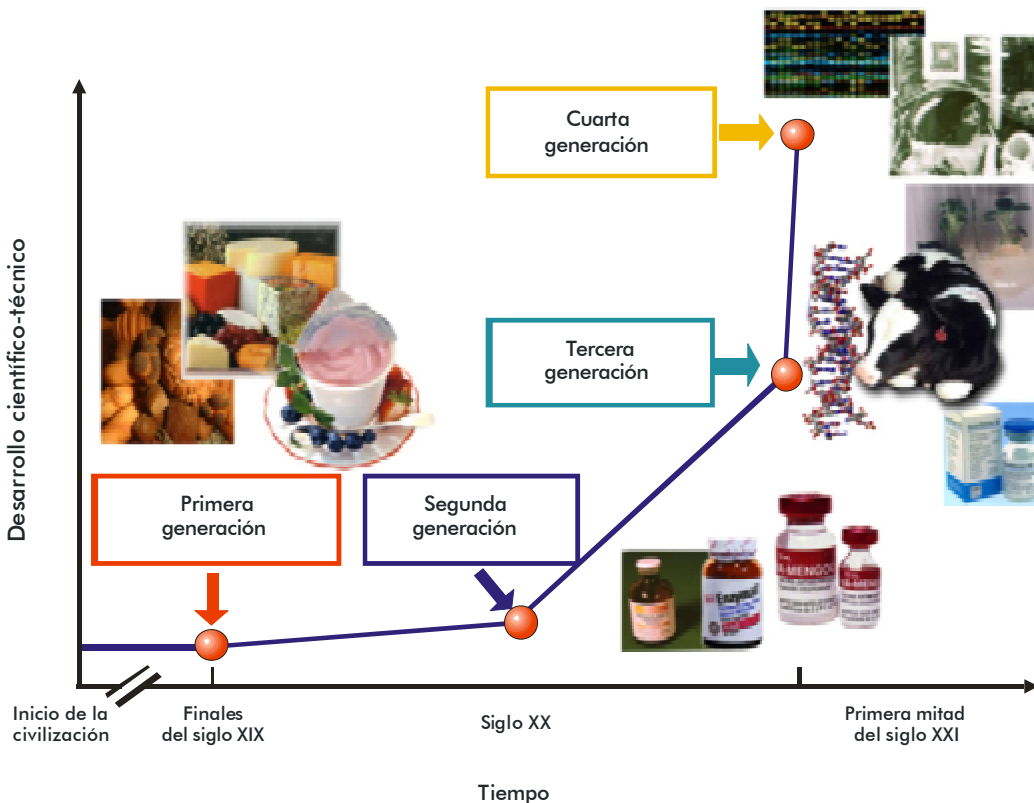 Cuarta
generación
Tercera
generación
Primera
generación
Segunda
generación
Desarrollo científico-técnico
Inicio de la
civilización
Finales
del siglo XIX
Siglo XX
Primera mitad
del siglo XXI
Tiempo